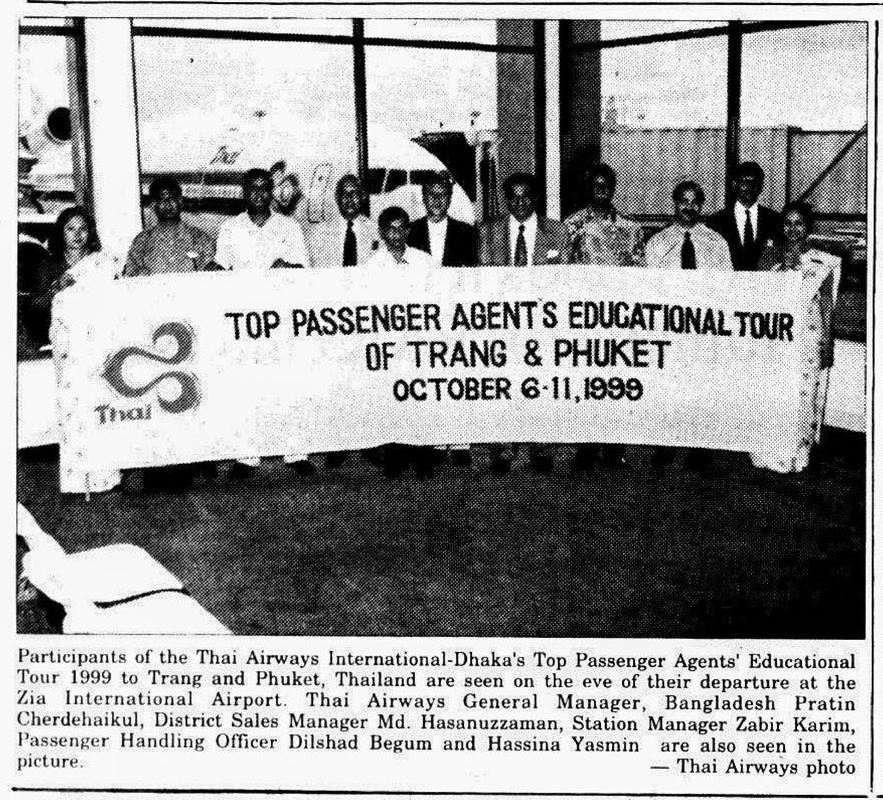 TOP PASSENGER AGENT'S EDUCATIONAL TOUR
OF TRANG & PHUKET
OCTOBER 6-11, 1999
Thai
Participants of the Thai Airways International-Dhaka's Top Passenger Agents' Educational
Tour 1999 to Trang and Phuket, Thailand are seen on the eve of their departure at the
Zia International Airport. Thai Airways General Manager, Bangladesh Pratin
Cherdehaikul, District Sales Manager Md. Hasanuzzaman, Station Manager Zabir Karim,
Passenger Handling Officer Dilshad Begum and Hassina Yasmin are also seen in the
picture.
— Thai Airways photo